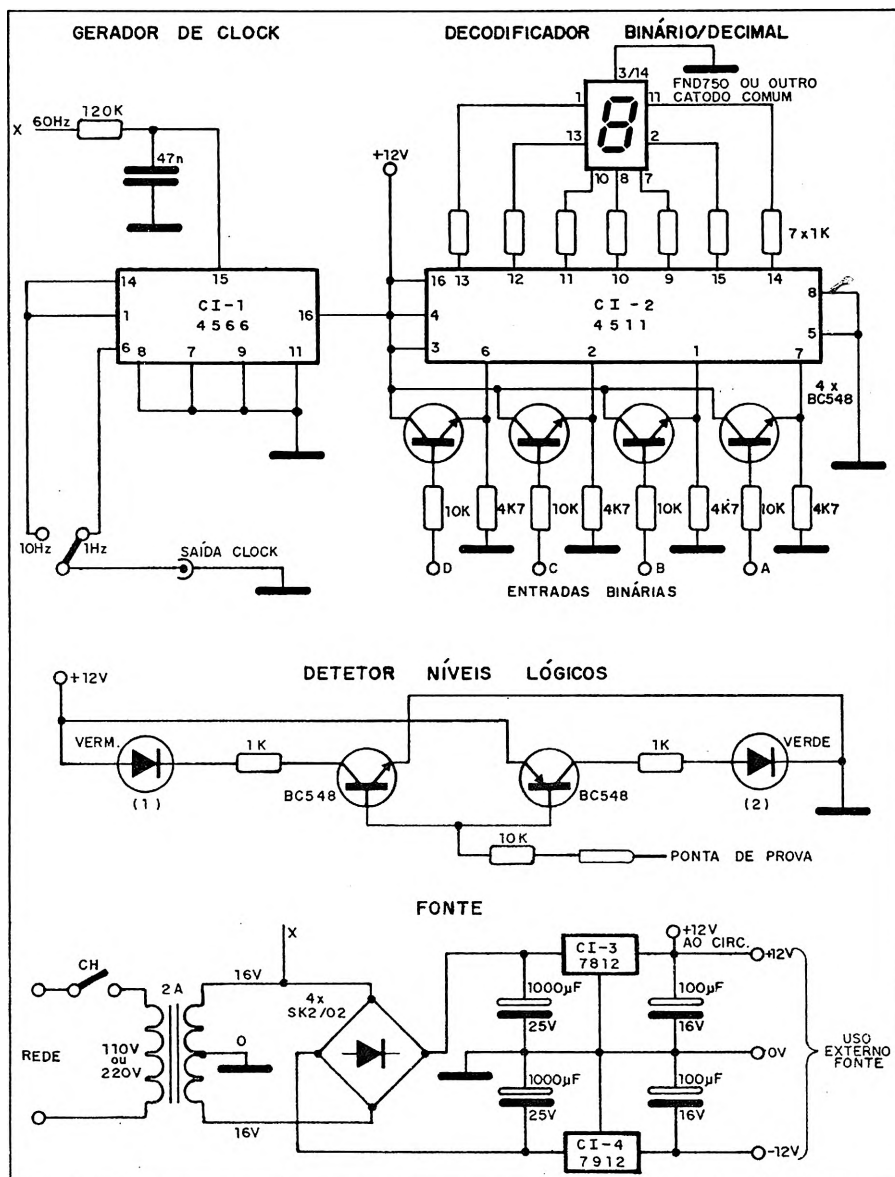 GERADOR DE CLOCK
DECODIFICADOR BINÁRIO/DECIMAL
X 60Hz 120K
47n
15
14
1
6
CI-1
4566
16
8 7 9 11
10Hz
1Hz
SAÍDA CLOCK
+12V
3/14
FND750 OU OUTRO
CATODO COMUM
1
11
13
2
10 8 7
7x1K
13 12 11 10 9 15 14
16
4
3
CI-2
4511
8
5
6 2 1 7
4x
BC548
10K 4K7 10K 4K7 10K 4K7 10K 4K7
D C B A
ENTRADAS BINÁRIAS
DETETOR NÍVEIS LÓGICOS
+12V
VERM.
(1)
1K
BC548
BC548
1K
VERDE
(2)
10K
PONTA DE PROVA
FONTE
CH
REDE
110V
ou
220V
2A
16V
X
0
16V
4x
SK2/02
1000µF
25V
1000µF
25V
CI-3
7812
CI-4
7912
+12V
AO CIRC.
100µF
16V
100µF
16V
+12V
0V
-12V
USO
EXTERNO
FONTE